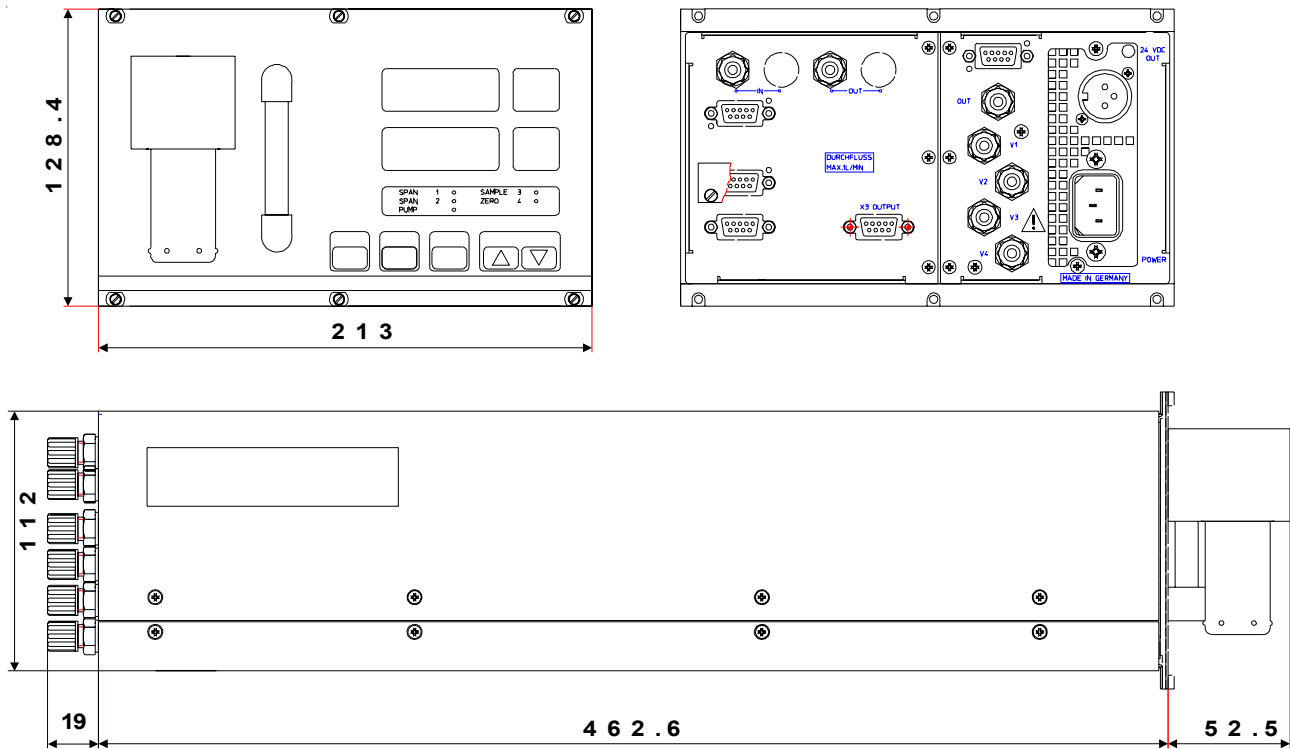 128.4
SPAN 1 SAMPLE 3
SPAN 2 ZERO 4
PUMP
213
24 VDC
OUT
IN
OUT
OUT
V1
DURCHFLUSS
MAX.1L/MIN
V2
X3 OUTPUT
V3
!
V4
POWER
MADE IN GERMANY
112
19
462.6
52.5